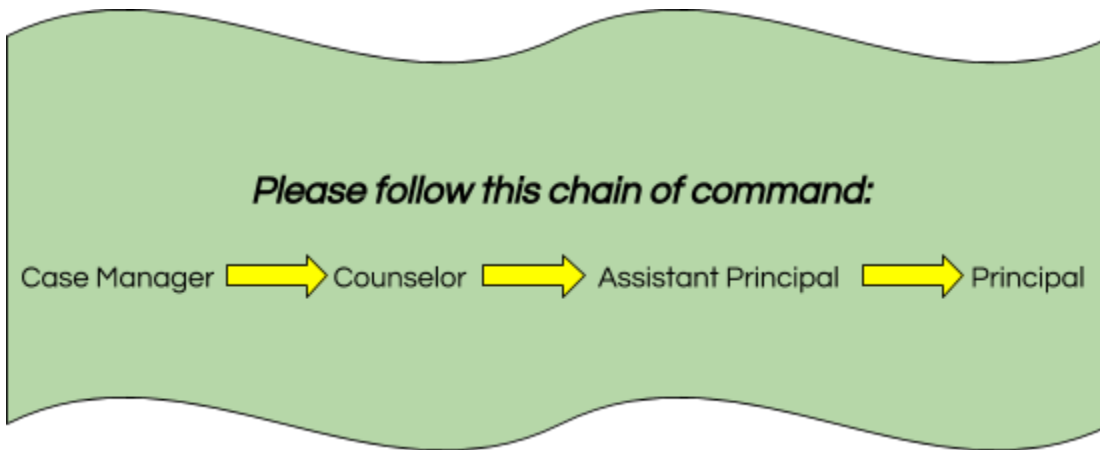 Please follow this chain of command:
Case Manager Counselor Assistant Principal Principal